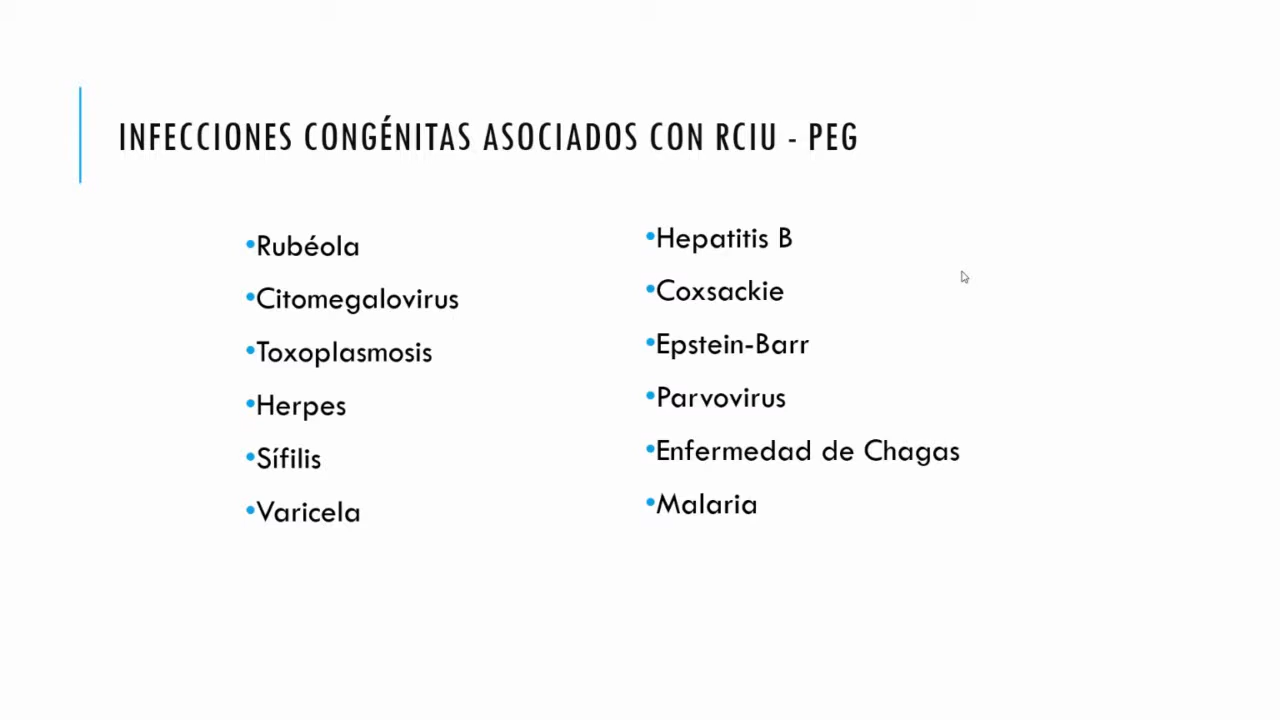 INFECCIONES CONGÉNITAS ASOCIADOS CON RCIU - PEG
•Rubéola
•Citomegalovirus
•Toxoplasmosis
•Herpes
•Sífilis
•Varicela
•Hepatitis B
•Coxsackie
•Epstein-Barr
•Parvovirus
•Enfermedad de Chagas
•Malaria